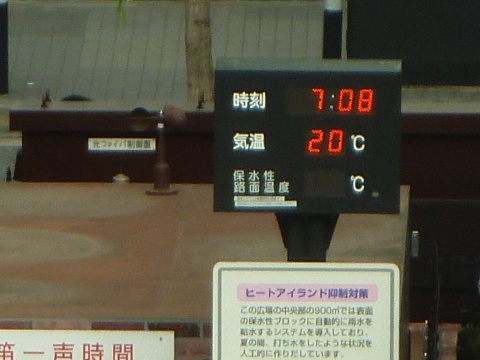 時刻 7:08
気温 20℃
保水性
路面温度 ℃
光ファイバ制御盤
ヒートアイランド抑制対策
この広場の中央部の900㎡では表面
の保水性ブロックに自動的に雨水を
給水するシステムを導入しており、
夏の間、打ち水をしたような状況を
人工的に作りだしています。
第一声時間